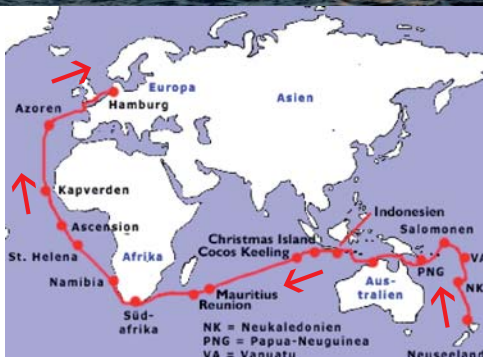 Europa
Hamburg
Azoren
Asien
Kapverden
Indonesien
Salomonen
Ascension
Christmas Island
Cocos Keeling
St. Helena
Afrika
VA
PNG
Namibia
Mauritius
Reunion
Aus-
tralien
NK
Süd-
afrika
NK = Neukaledonien
PNG = Papua-Neuguinea
VA = Vanuatu
Neuseeland